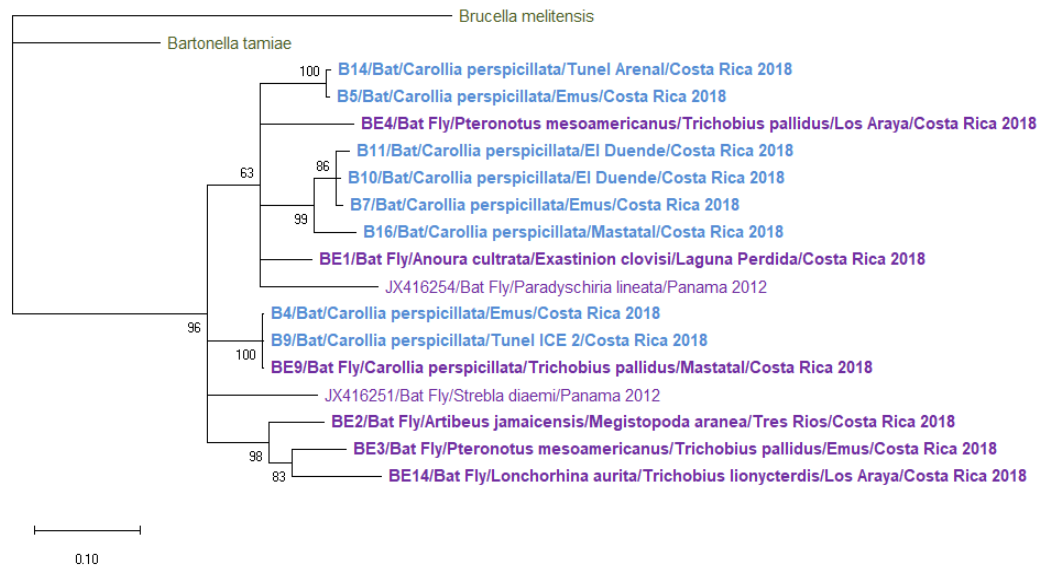 Brucella melitensis
Bartonella tamiae
100
B14/Bat/Carollia perspicillata/Tunel Arenal/Costa Rica 2018
B5/Bat/Carollia perspicillata/Emus/Costa Rica 2018
BE4/Bat Fly/Pteronotus mesoamericanus/Trichobius pallidus/Los Araya/Costa Rica 2018
B11/Bat/Carollia perspicillata/El Duende/Costa Rica 2018
86
63
B10/Bat/Carollia perspicillata/El Duende/Costa Rica 2018
B7/Bat/Carollia perspicillata/Emus/Costa Rica 2018
99
B16/Bat/Carollia perspicillata/Mastatal/Costa Rica 2018
BE1/Bat Fly/Anoura cultrata/Exastinion clovisi/Laguna Perdida/Costa Rica 2018
JX416254/Bat Fly/Paradyschiria lineata/Panama 2012
B4/Bat/Carollia perspicillata/Emus/Costa Rica 2018
96
B9/Bat/Carollia perspicillata/Tunel ICE 2/Costa Rica 2018
100
BE9/Bat Fly/Carollia perspicillata/Trichobius pallidus/Mastatal/Costa Rica 2018
JX416251/Bat Fly/Strebla diaemi/Panama 2012
BE2/Bat Fly/Artibeus jamaicensis/Megistopoda aranea/Tres Rios/Costa Rica 2018
BE3/Bat Fly/Pteronotus mesoamericanus/Trichobius pallidus/Emus/Costa Rica 2018
98
83
BE14/Bat Fly/Lonchorhina aurita/Trichobius lionycterdis/Los Araya/Costa Rica 2018
0.10